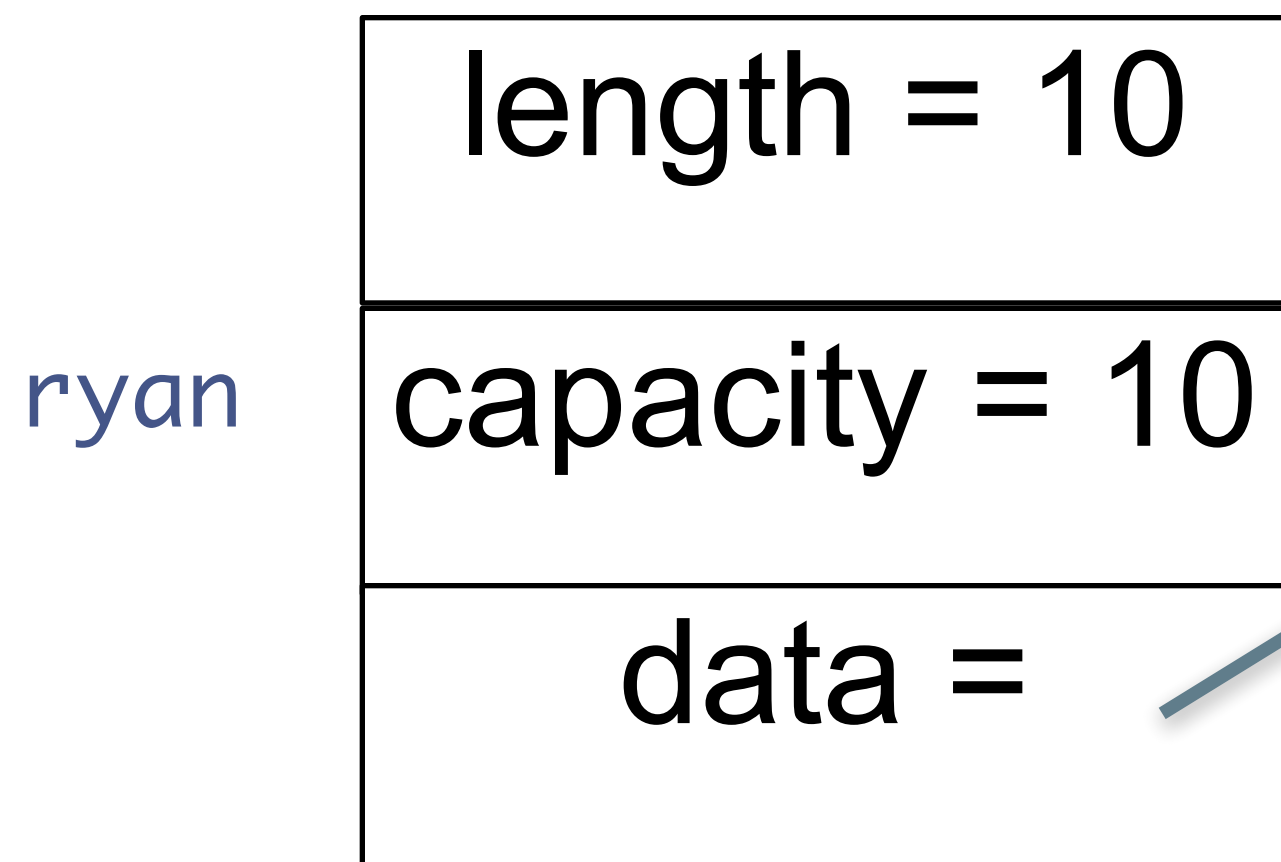 length = 10
ryan
capacity = 10
data =